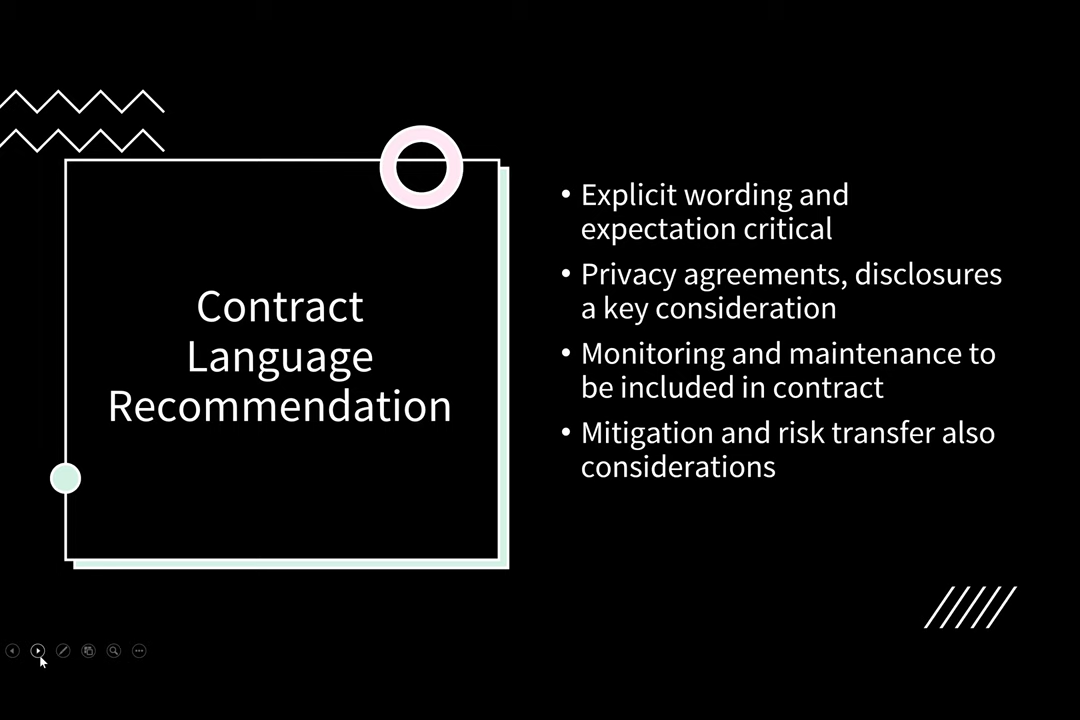 Contract
Language
Recommendation
• Explicit wording and
expectation critical
• Privacy agreements, disclosures
a key consideration
• Monitoring and maintenance to
be included in contract
• Mitigation and risk transfer also
considerations